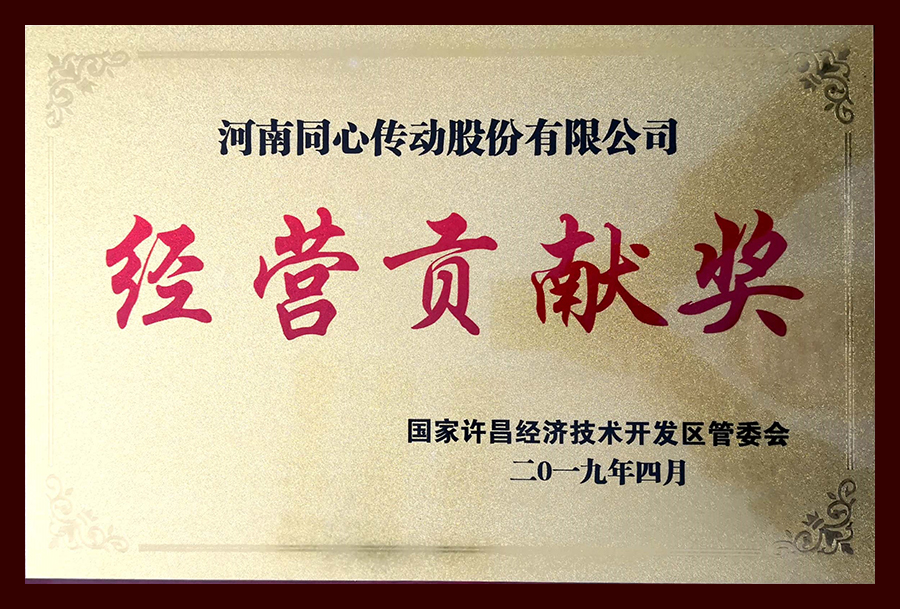 河南同心传动股份有限公司
经营贡献奖
国家许昌经济技术开发区管委会
二0一九年四月